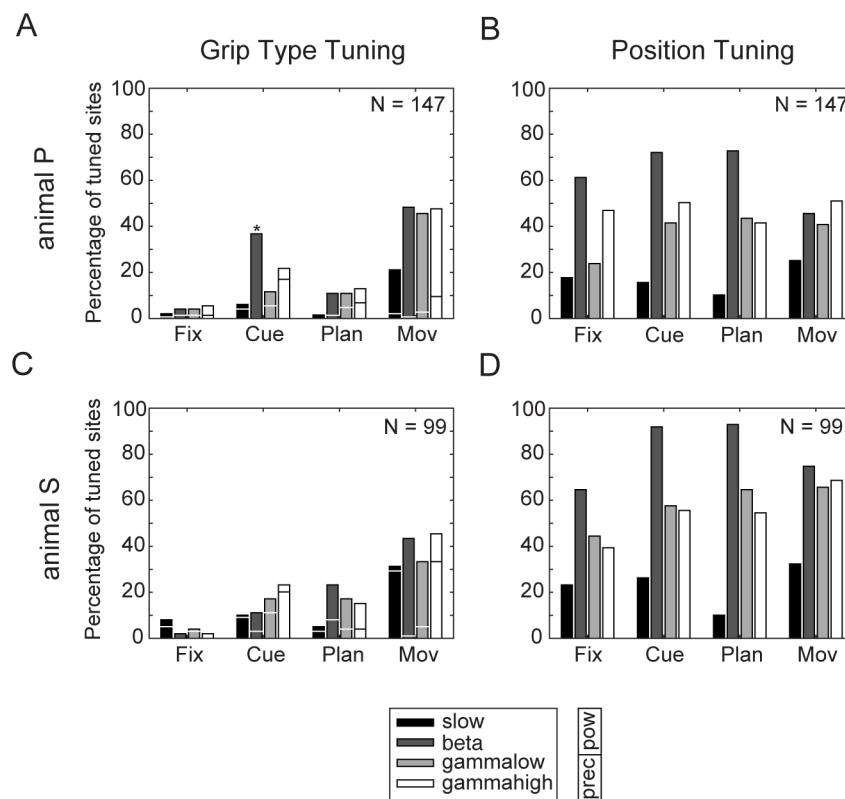 A
B
Grip Type Tuning
Position Tuning
animal P
Percentage of tuned sites
100
80
60
40
20
0
N = 147
*
Fix Cue Plan Mov
100
80
60
40
20
0
N = 147
Fix Cue Plan Mov
C
D
animal S
Percentage of tuned sites
100
80
60
40
20
0
N = 99
Fix Cue Plan Mov
100
80
60
40
20
0
N = 99
Fix Cue Plan Mov
slow
beta
gammalow
gammahigh
prec pow